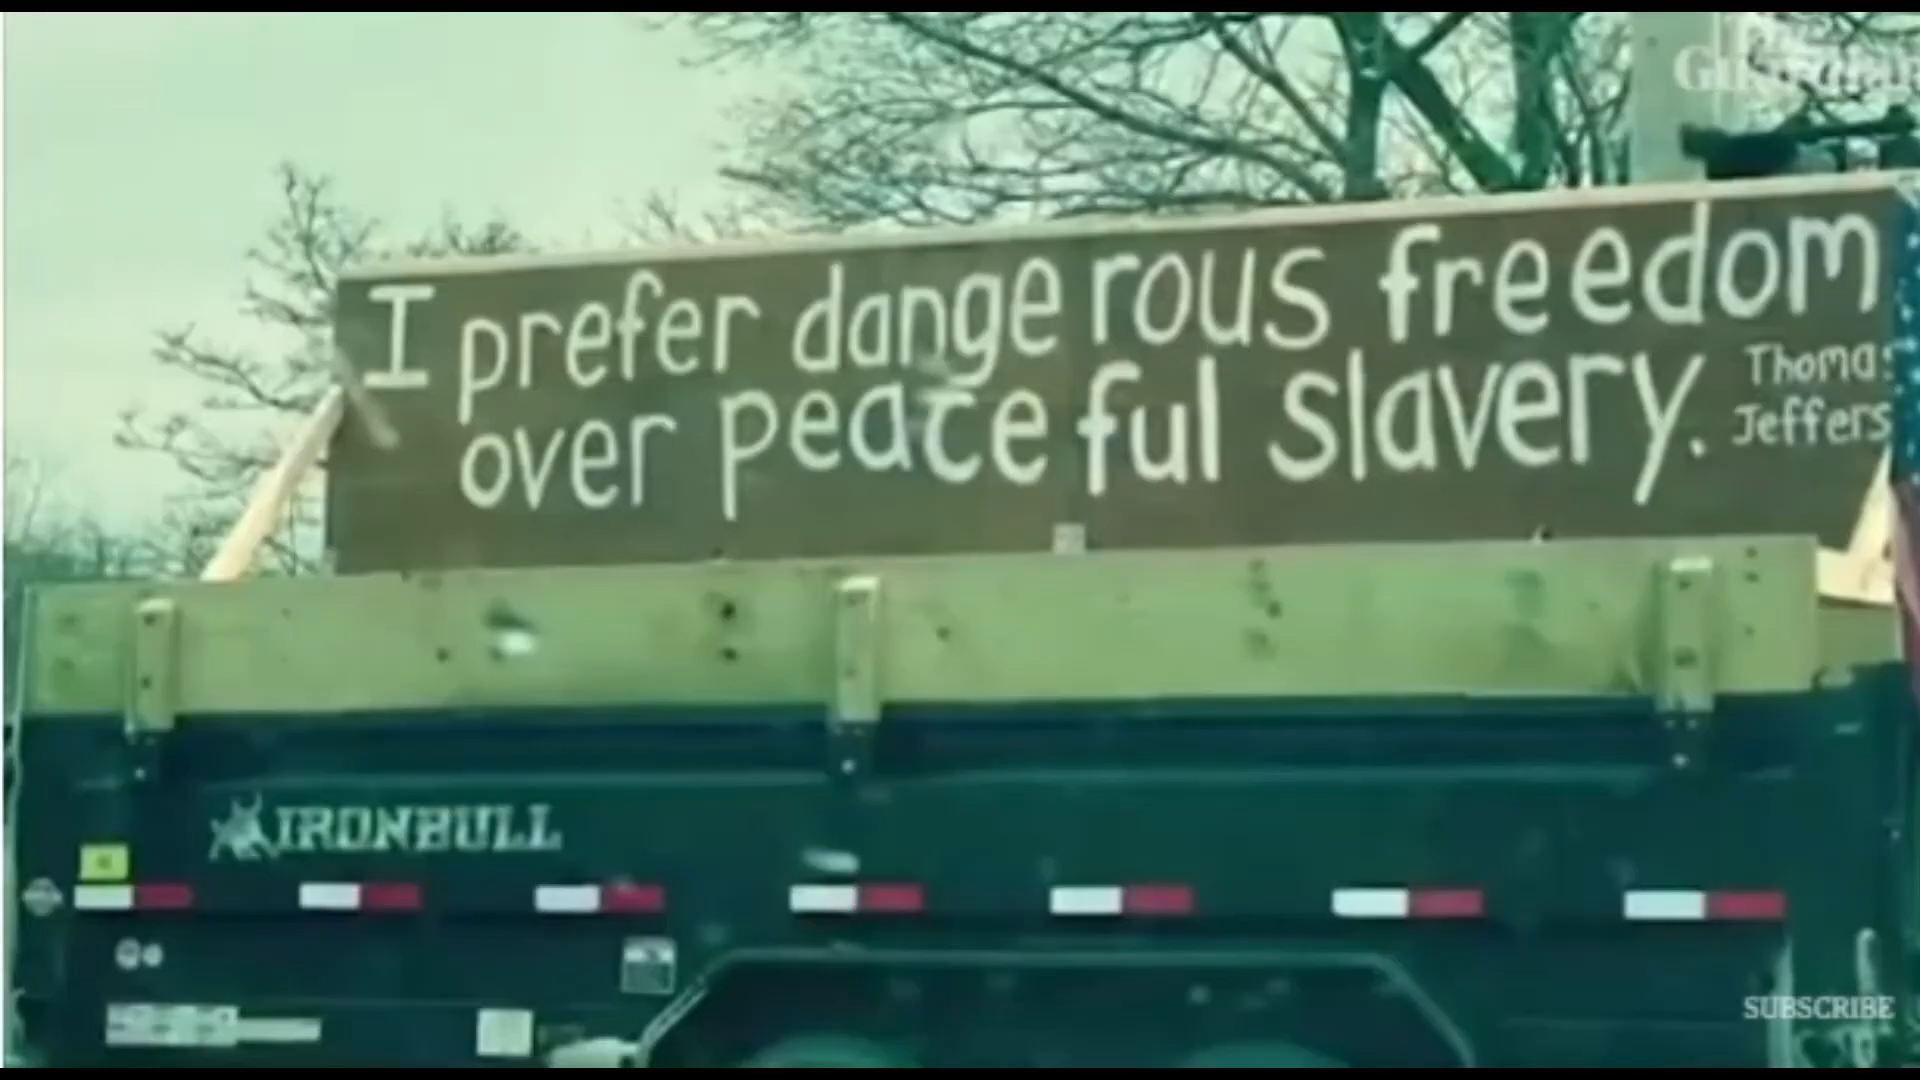 I prefer dangerous freedom
over peaceful slavery.
Thomas
Jeffers
IRONBULL
SUBSCRIBE